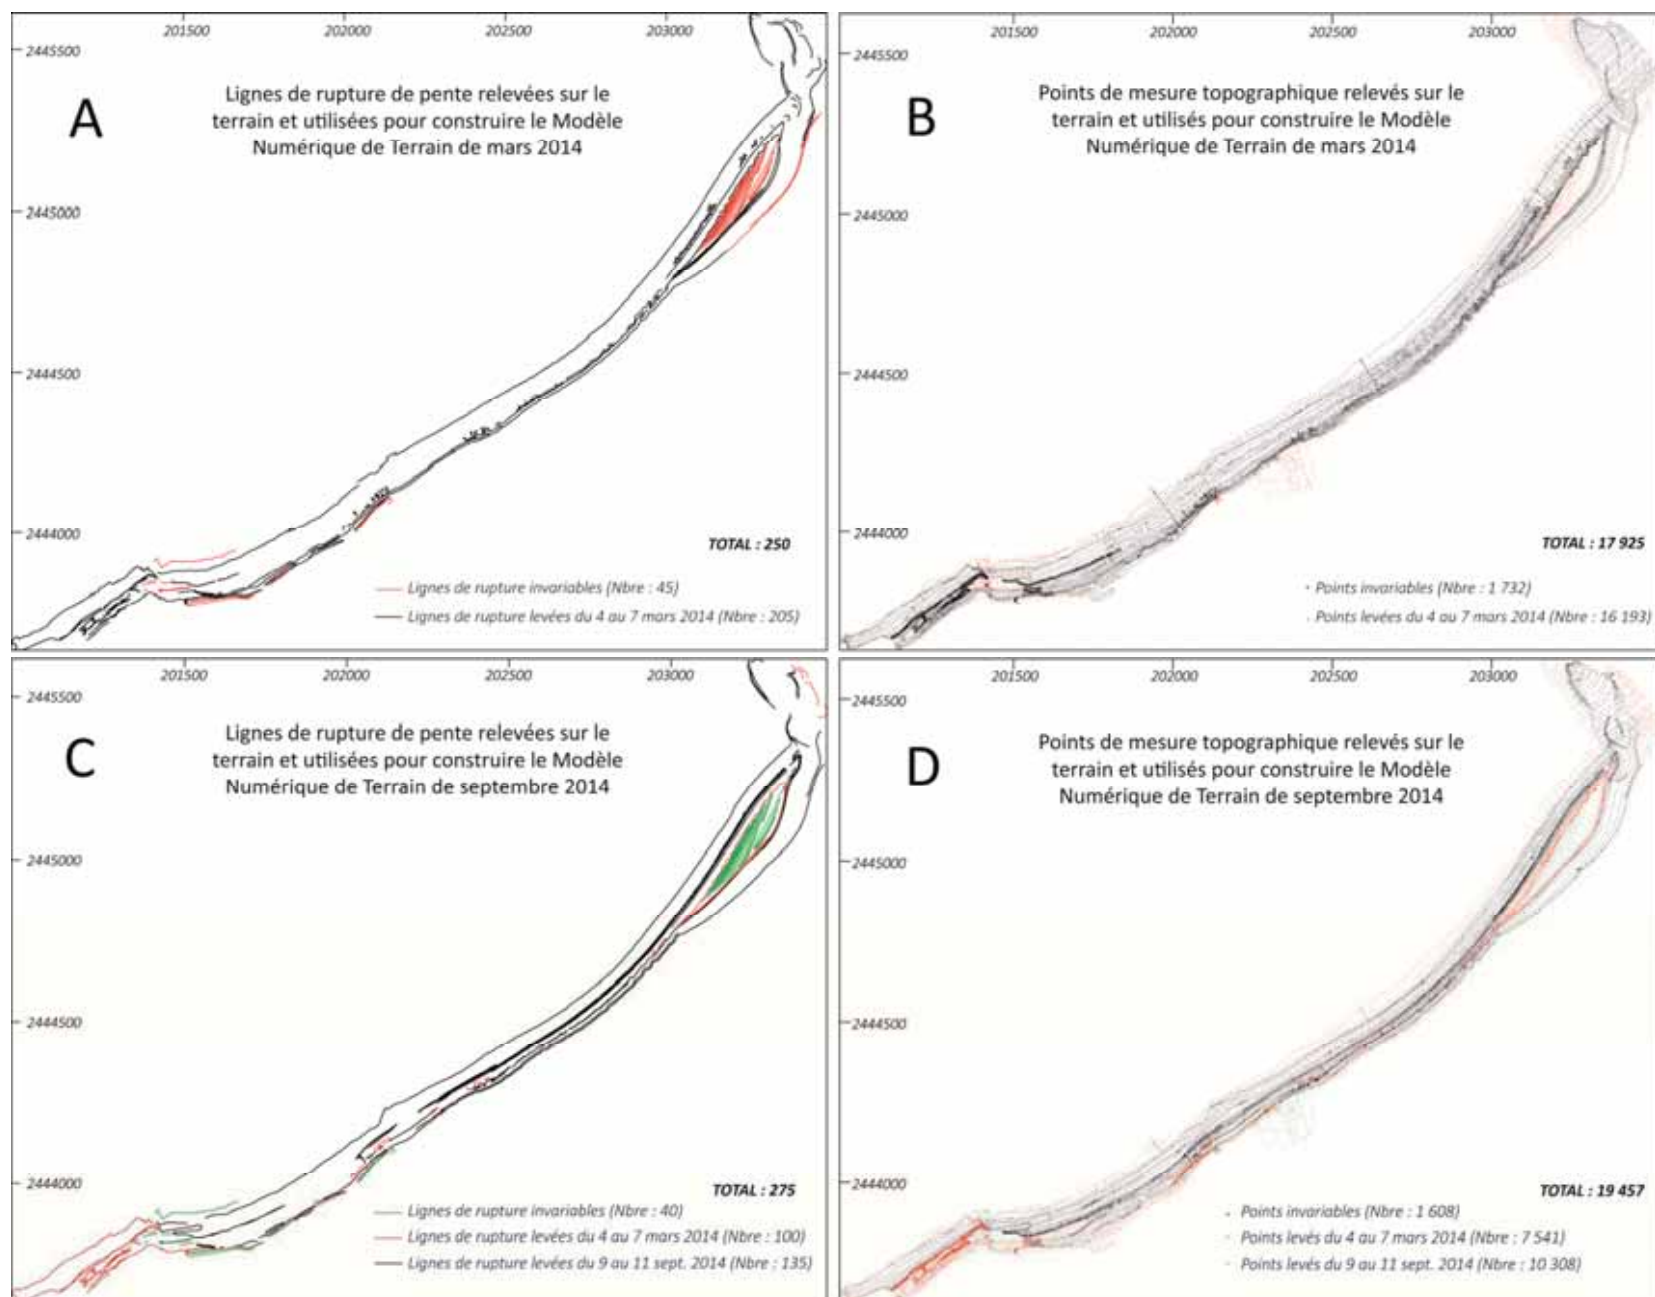 201500 202000 202500 203000
2445500
A
Lignes de rupture de pente relevées sur le
terrain et utilisées pour construire le Modèle
Numérique de Terrain de mars 2014
2445000
2444500
2444000
TOTAL : 250
Lignes de rupture invariables (Nbre : 45)
Lignes de rupture levées du 4 au 7 mars 2014 (Nbre : 205)
201500 202000 202500 203000
2445500
B
Points de mesure topographique relevés sur le
terrain et utilisés pour construire le Modèle
Numérique de Terrain de mars 2014
2445000
2444500
2444000
TOTAL : 17 925
Points invariables (Nbre : 1 732)
Points levées du 4 au 7 mars 2014 (Nbre : 16 193)
201500 202000 202500 203000
2445500
C
Lignes de rupture de pente relevées sur le
terrain et utilisées pour construire le Modèle
Numérique de Terrain de septembre 2014
2445000
2444500
2444000
TOTAL : 275
Lignes de rupture invariables (Nbre : 40)
Lignes de rupture levées du 4 au 7 mars 2014 (Nbre : 100)
Lignes de rupture levées du 9 au 11 sept. 2014 (Nbre : 135)
201500 202000 202500 203000
2445500
D
Points de mesure topographique relevés sur le
terrain et utilisés pour construire le Modèle
Numérique de Terrain de septembre 2014
2445000
2444500
2444000
TOTAL : 19 457
Points invariables (Nbre : 1 608)
Points levés du 4 au 7 mars 2014 (Nbre : 7 541)
Points levés du 9 au 11 sept. 2014 (Nbre : 10 308)